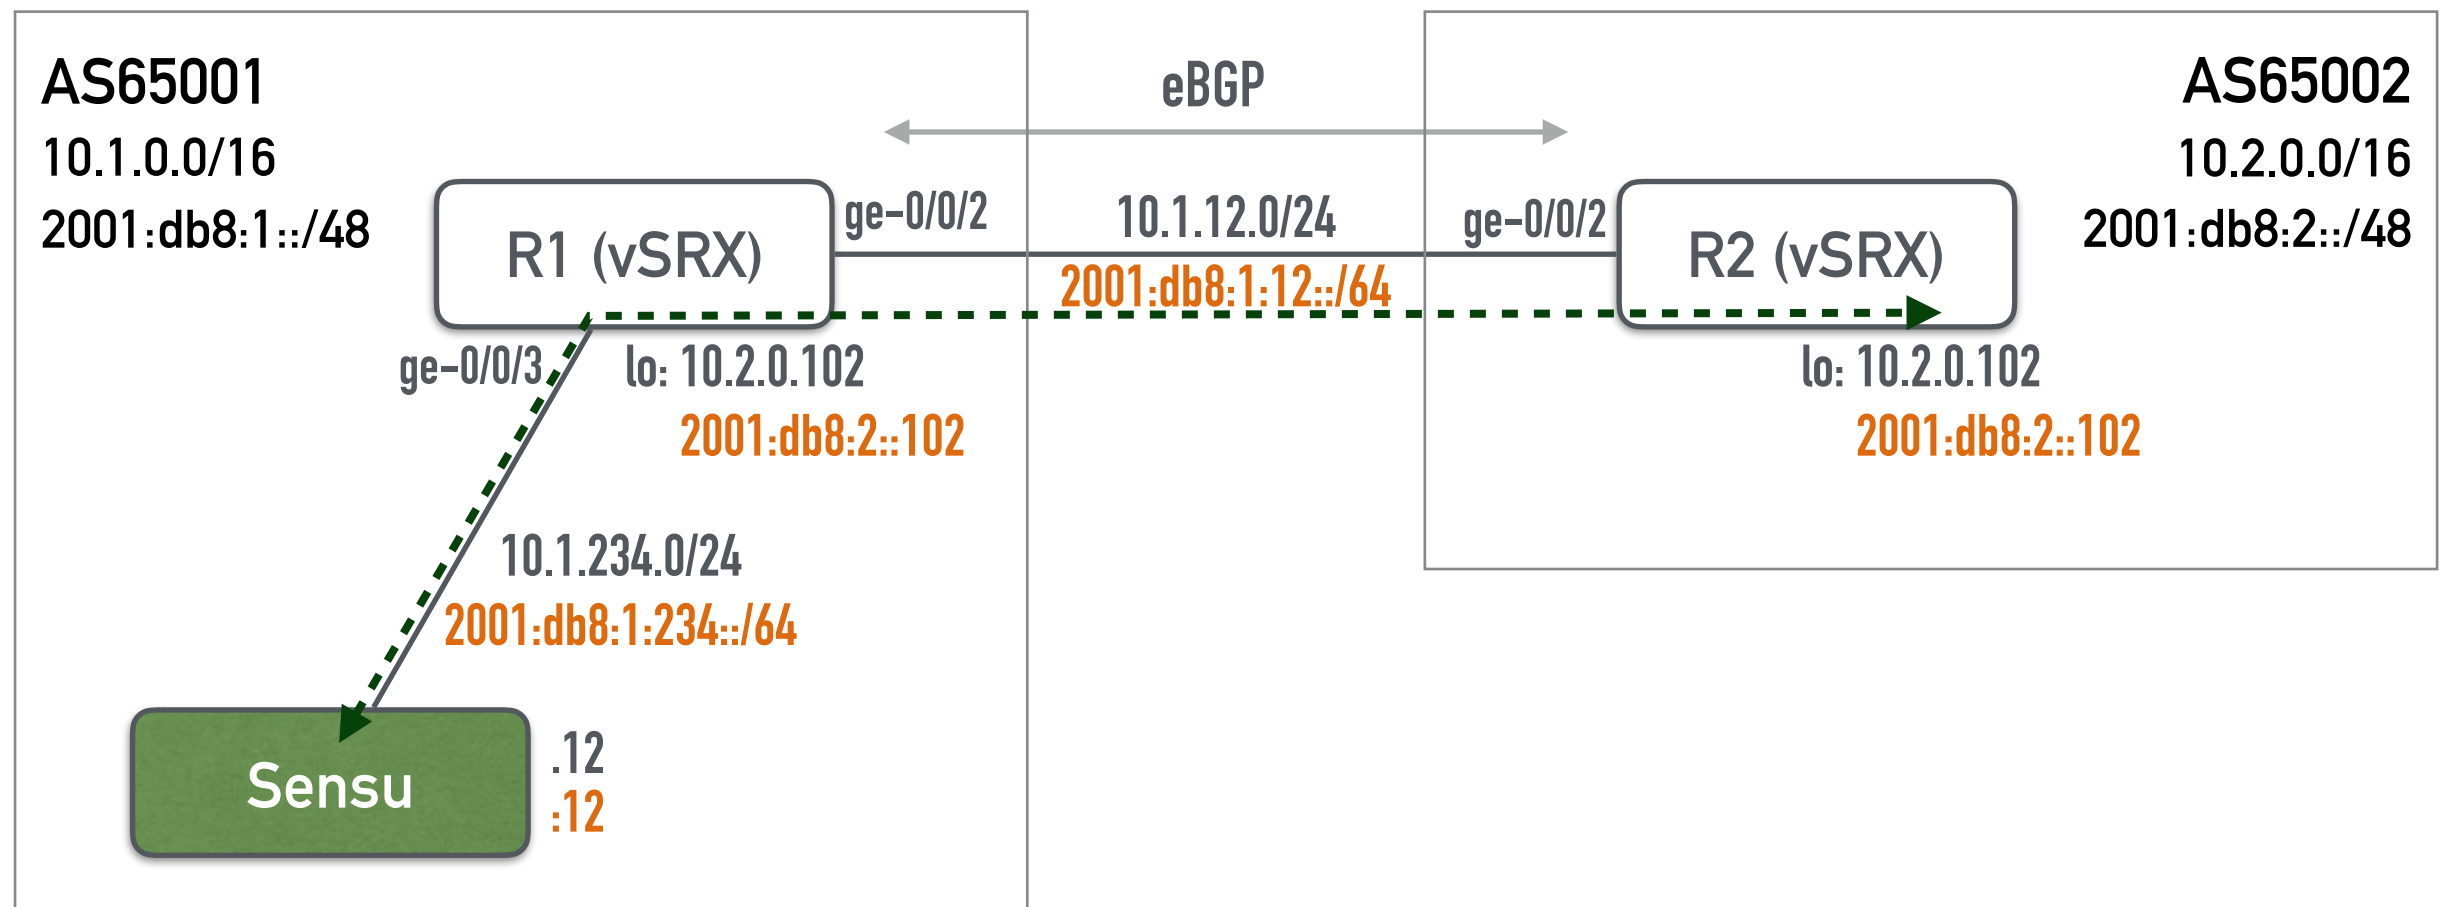 AS65001
10.1.0.0/16
2001:db8:1::/48
eBGP
AS65002
10.2.0.0/16
2001:db8:2::/48
R1 (vSRX)
ge-0/0/2
10.1.12.0/24
2001:db8:1:12::/64
ge-0/0/2
R2 (vSRX)
ge-0/0/3
lo: 10.2.0.102
2001:db8:2::102
lo: 10.2.0.102
2001:db8:2::102
10.1.234.0/24
2001:db8:1:234::/64
Sensu
.12
:12